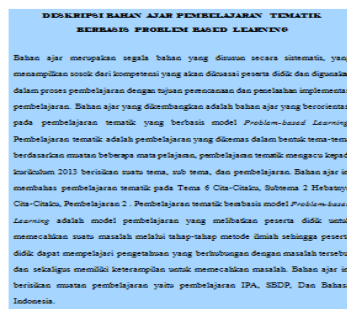 DESKRIPSI BAHAN AJAR PEMBELAJARAN TEMATIK
BERBASIS PROBLEM BASED LEARNING
Bahan ajar merupakan segala bahan yang disusun secara sistematis, yang
menampilkan sosok dari kompetensi yang akan dikuasai peserta didik dan digunakan
dalam proses pembelajaran dengan tujuan perencanaan dan penelaahan implementasi
pembelajaran. Bahan ajar yang dikembangkan adalah bahan ajar yang berorientasi
pada pembelajaran tematik yang berbasis model Problem-based Learning.
Pembelajaran tematik adalah pembelajaran yang dikemas dalam bentuk tema-tema
berdasarkan muatan beberapa mata pelajaran, pembelajaran tematik mengacu kepada
kurikulum 2013 berisikan suatu tema, sub tema, dan pembelajaran. Bahan ajar in
membahas pembelajaran tematik pada Tema 6 Cita-Citaku, Subtema 2 Hebatnya
Cita-Citaku, Pembelajaran 2 . Pembelajaran tematik berbasis model Problem-based
Learning adalah model pembelajaran yang melibatkan peserta didik untuk
memecahkan suatu masalah melalui tahap-tahap metode ilmiah sehingga peserta
didik dapat mempelajari pengetahuan yang berhubungan dengan masalah tersebut
dan sekaligus memiliki keterampilan untuk memecahkan masalah. Bahan ajar in
berisikan muatan pembelajaran yaitu pembelajaran IPA, SBDP, Dan Bahasa
Indonesia.